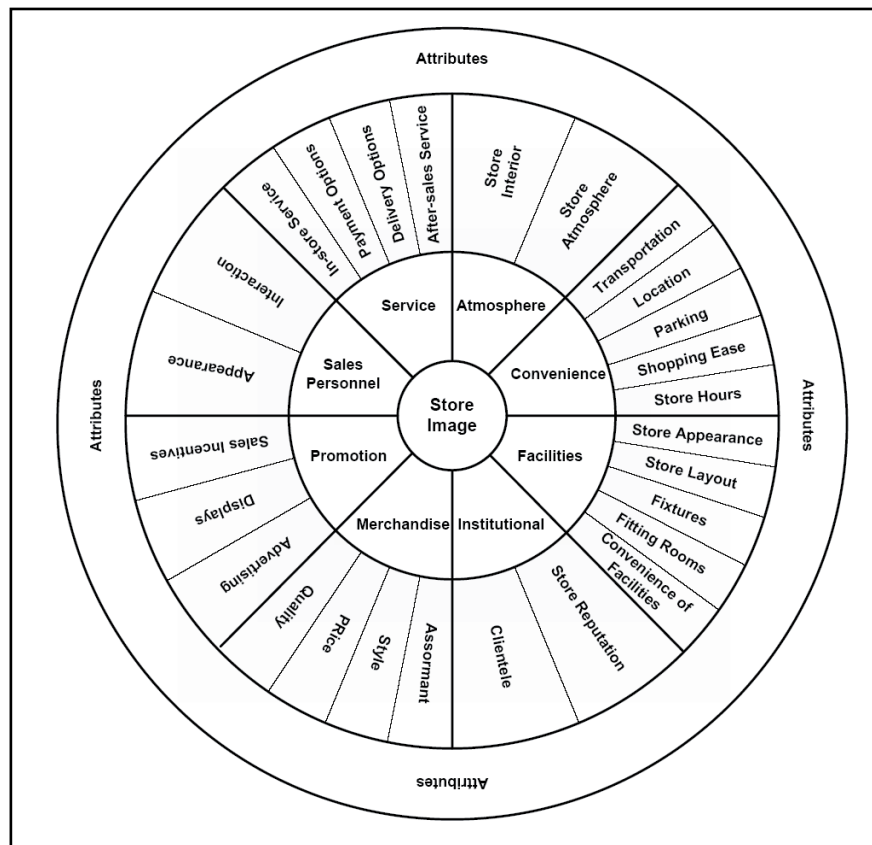 Attributes
After-sales Service
Delivery Options
Payment Options
In-store Service
Store
Interior
Store
Atmosphere
Transportation
Location
Parking
Shopping Ease
Store Hours
Interaction
Appearance
Service
Atmosphere
Sales
Personnel
Convenience
Store
Image
Attributes
Attributes
Promotion
Facilities
Merchandise
Institutional
Store Appearance
Store Layout
Fixtures
Fitting Rooms
Convenience of
Facilities
Sales Incentives
Displays
Advertising
Quality
PRice
Style
Assormant
Clientele
Store Reputation
Attributes